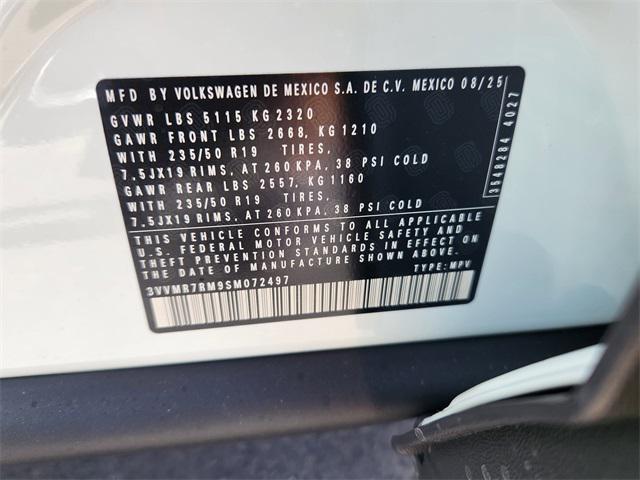 MFD BY VOLKSWAGEN DE MEXICO S.A. DE C.V. MEXICO 08/25
GVWR LBS 5115 KG 2320
GAWR FRONT LBS 2668, KG 1210
WITH 235/50 R19 TIRES,
7.5JX19 RIMS, AT 260 KPA, 38 PSI COLD
GAWR REAR LBS 2557, KG 1160
WITH 235/50 R19 TIRES,
7.5JX19 RIMS, AT 260 KPA, 38 PSI COLD
THIS VEHICLE CONFORMS TO ALL APPLICABLE
U.S. FEDERAL MOTOR VEHICLE SAFETY AND
THEFT PREVENTION STANDARDS IN EFFECT ON
THE DATE OF MANUFACTURE SHOWN ABOVE.
3VVMR7RM9SM072497 TYPE: MPV
3548284 4027